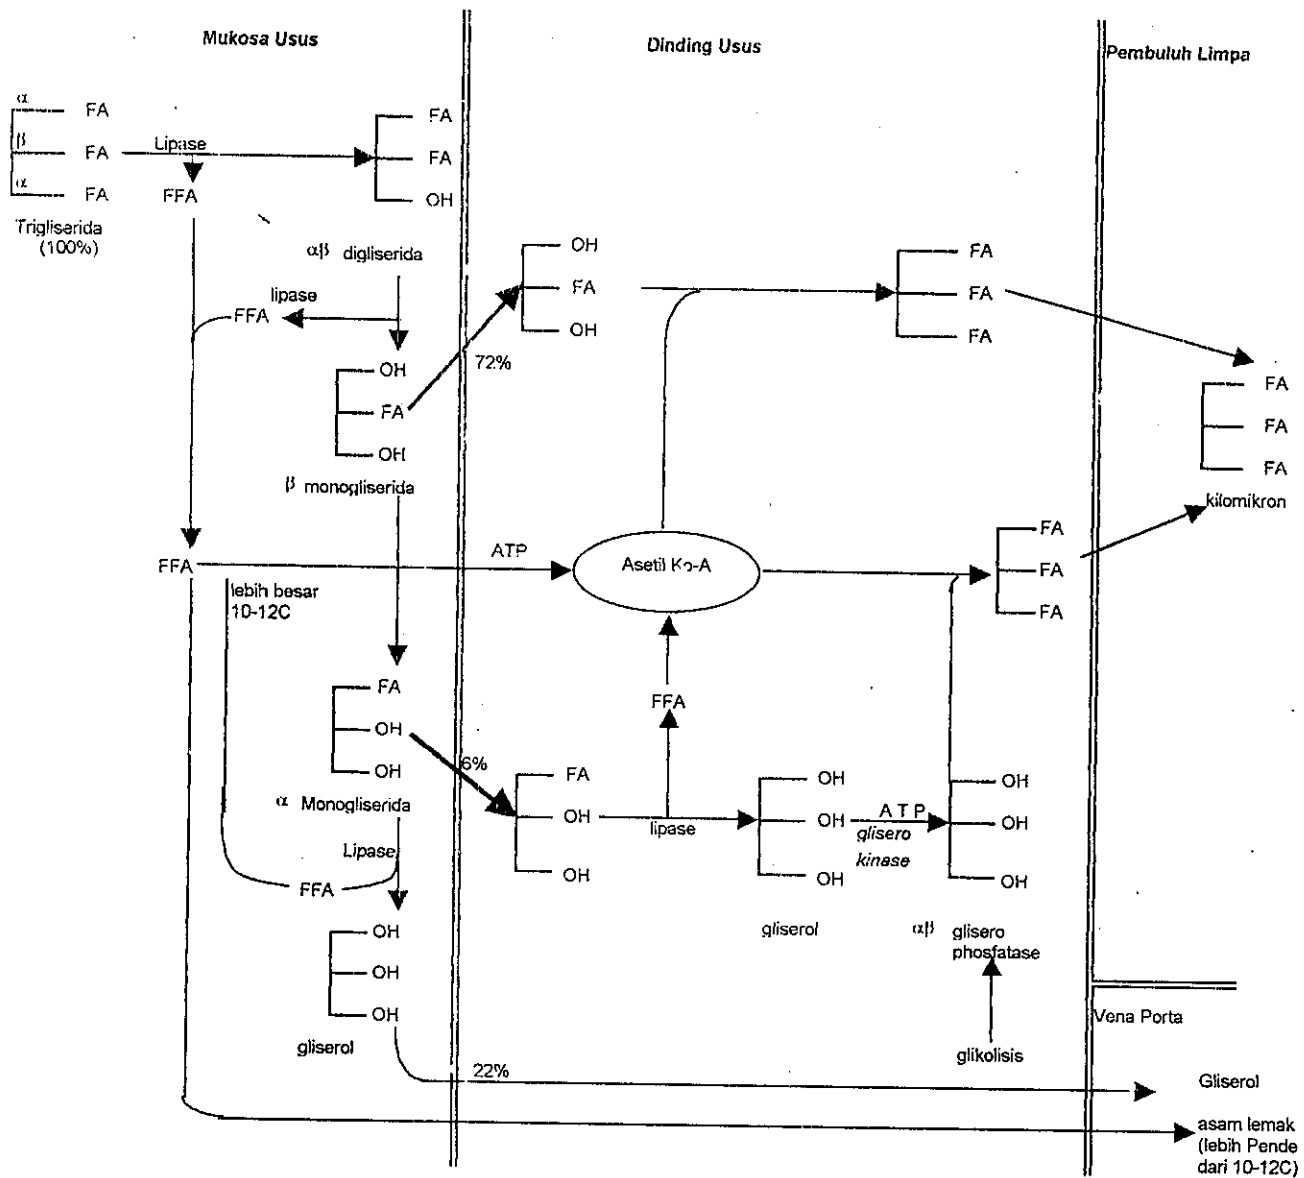 Mukosa Usus
Dinding Usus
Pembuluh Limpa
α FA
β FA
α FA
Trigliserida
(100%)
Lipase
FFA
FA
FA
OH
αβ digliserida
lipase
FFA
OH
FA
OH
β monogliserida
72%
OH
FA
OH
FA
FA
FA
FA
FA
FA
kilomikron
FFA
lebih besar
10-12C
ATP
Asetil Ko-A
FA
FA
FA
FA
OH
OH
α Monogliserida
6%
FFA
FA
OH
OH
lipase
OH
OH
OH
gliserol
ATP
glisero
kinase
OH
OH
OH
αβ glisero
phosfatase
glikolisis
Lipase
FFA
OH
OH
OH
gliserol
22%
Vena Porta
Gliserol
asam lemak
(lebih Pende
dari 10-12C)